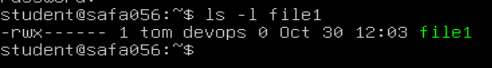 student@safa056:~$ ls -l file1
-rwx------ 1 tom devops 0 Oct 30 12:03 file1
student@safa056:~$